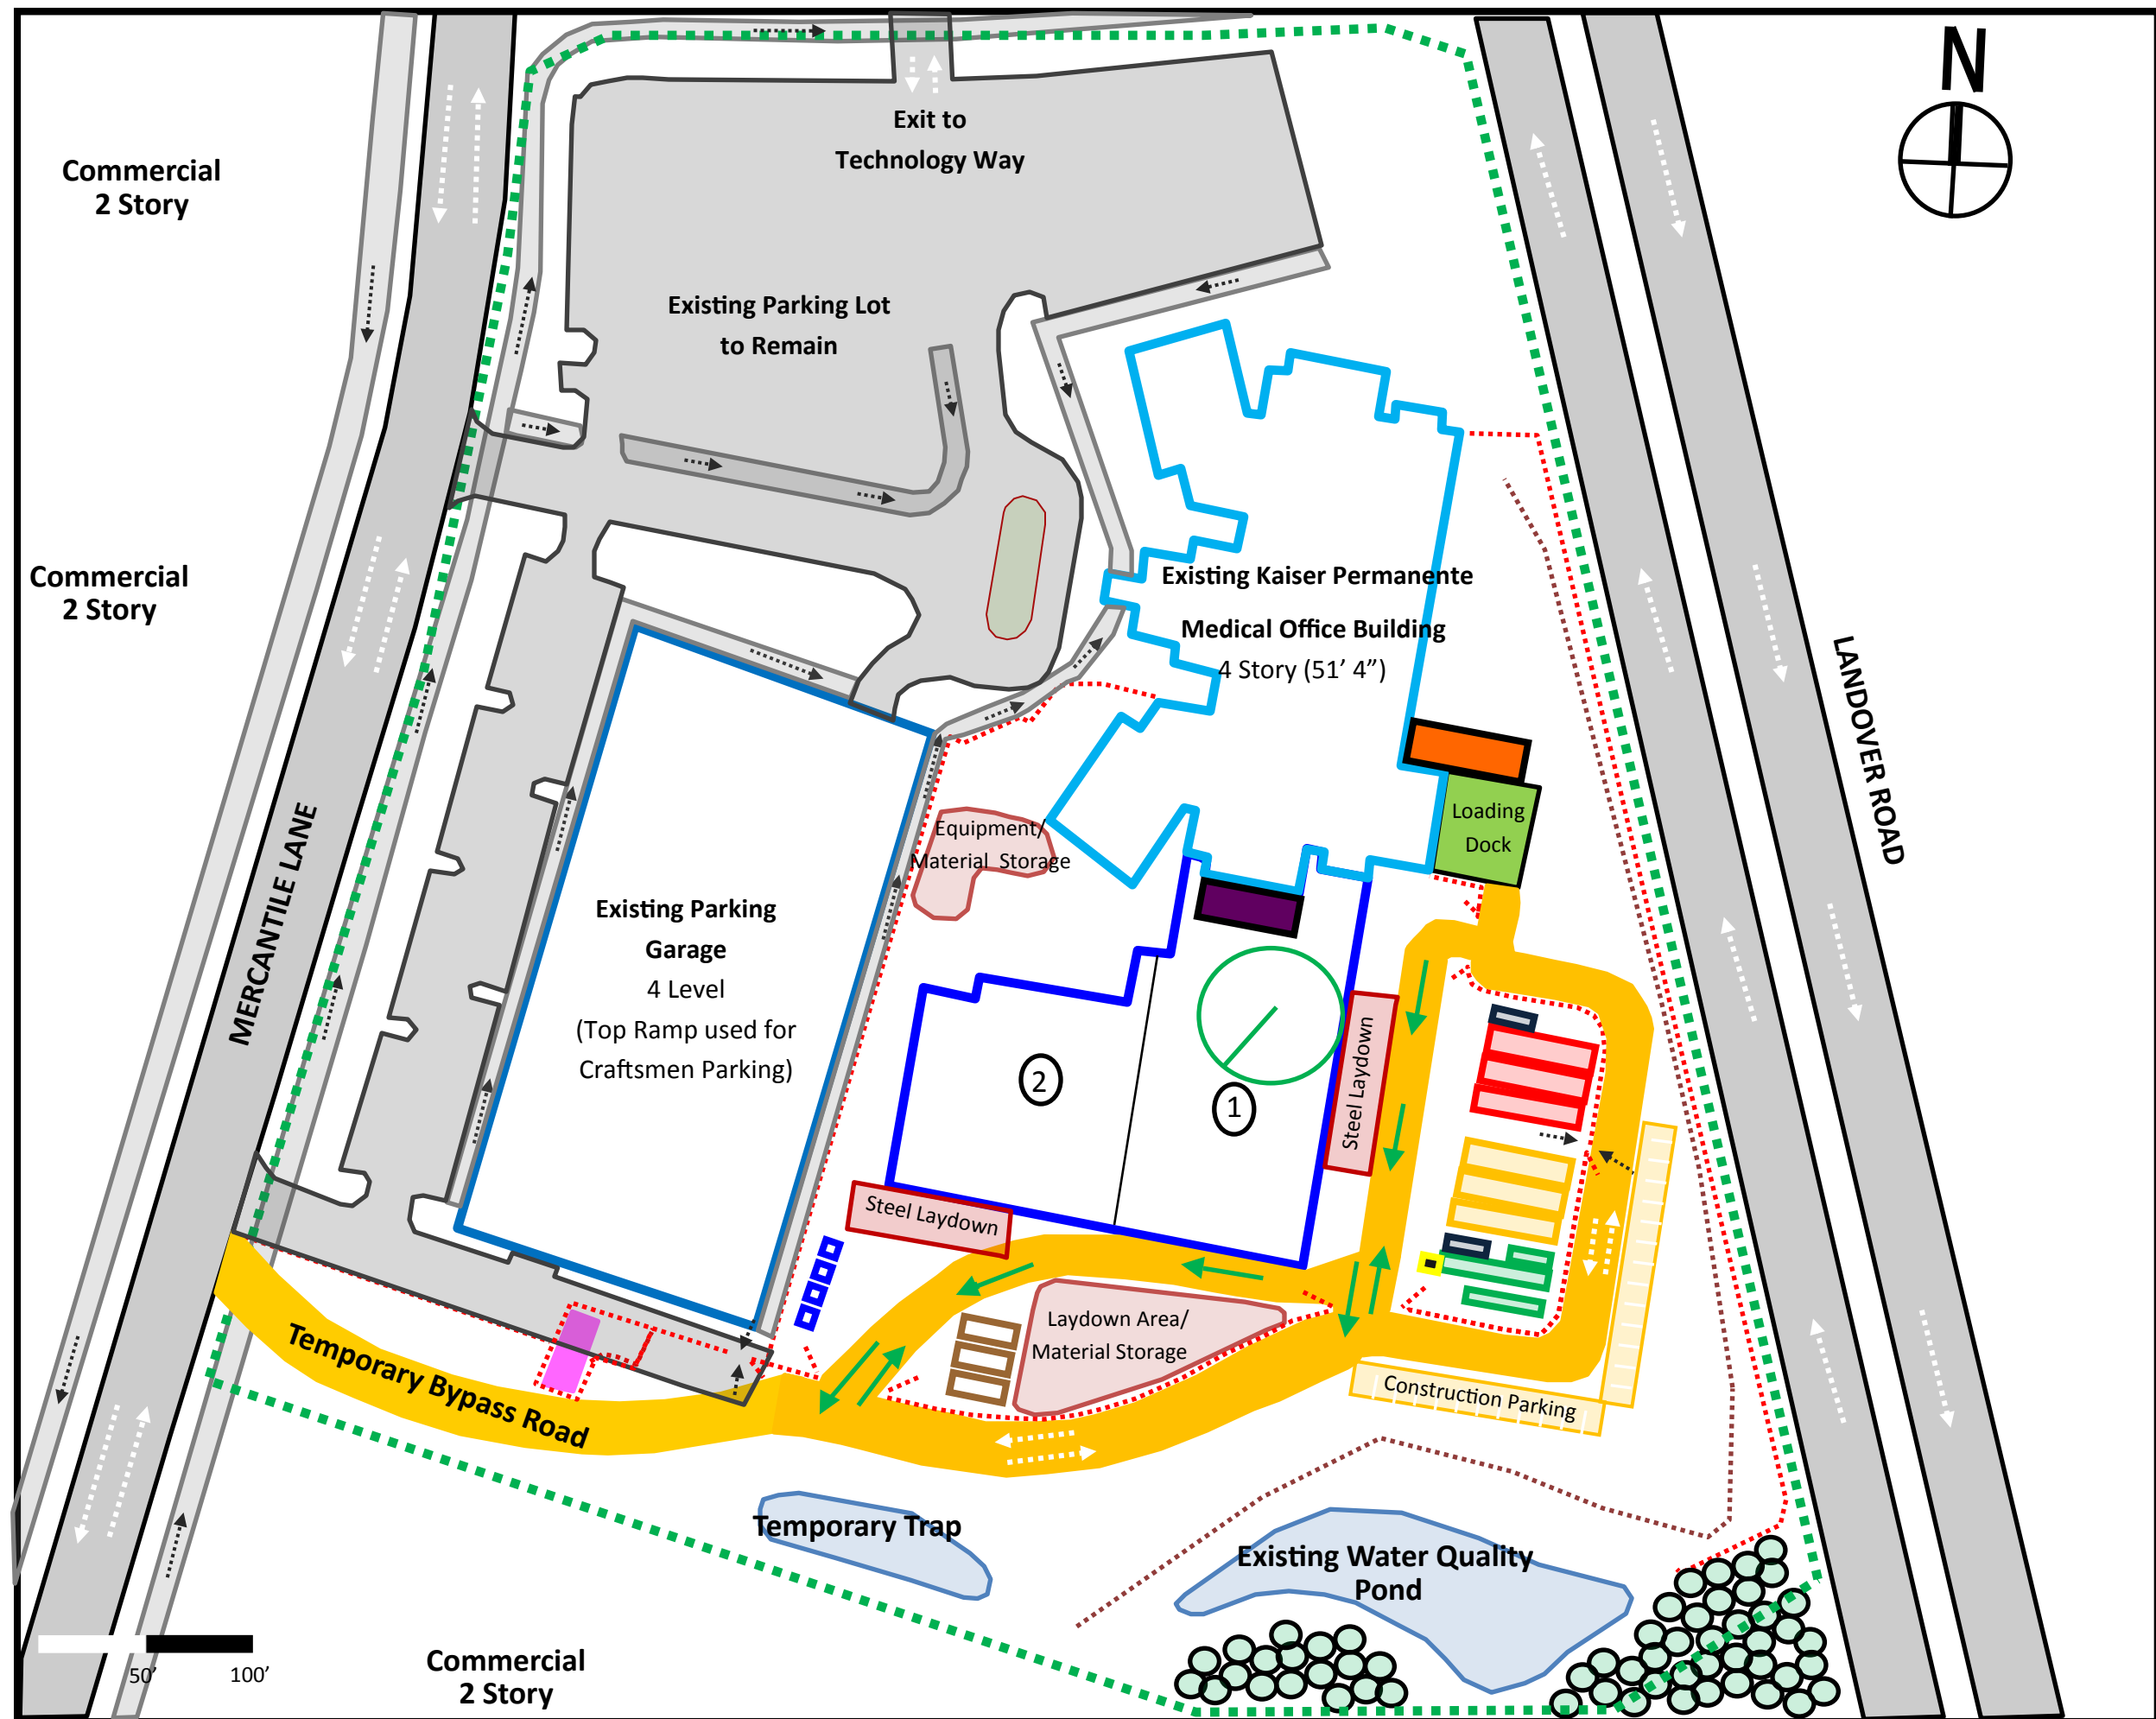 N
Exit to
Technology Way
Commercial
2 Story
Existing Parking Lot
to Remain
Commercial
2 Story
Existing Kaiser Permanente
Medical Office Building
4 Story (51’ 4”)
LANDOVER ROAD
Loading
Dock
Equipment/
Material Storage
MERCANTILE LANE
Existing Parking
Garage
4 Level
(Top Ramp used for
Craftsmen Parking)
2
1
Steel Laydown
Steel Laydown
Laydown Area/
Material Storage
Temporary Bypass Road
Construction Parking
Temporary Trap
Existing Water Quality
Pond
Commercial
2 Story
50’
100’